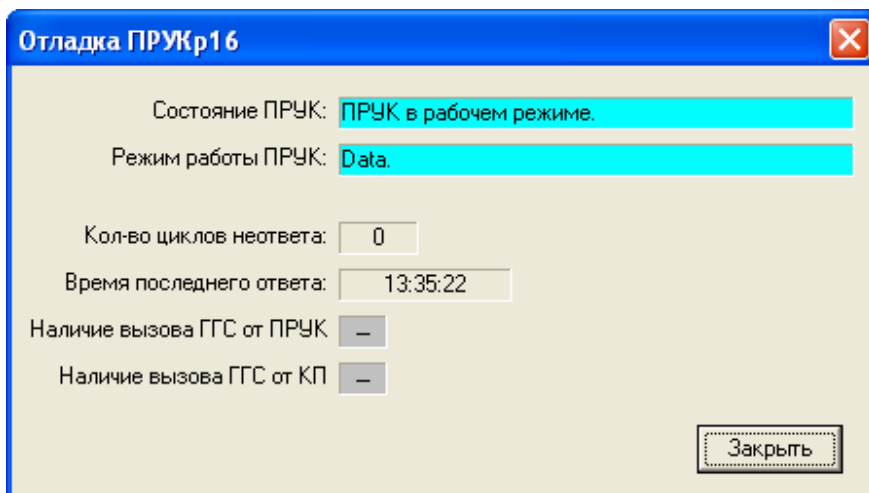 Отладка ПРУКр16
Состояние ПРУК: ПРУК в рабочем режиме.
Режим работы ПРУК: Data.
Кол-во циклов неответа: 0
Время последнего ответа: 13:35:22
Наличие вызова ГГС от ПРУК –
Наличие вызова ГГС от КП –
Закрыть